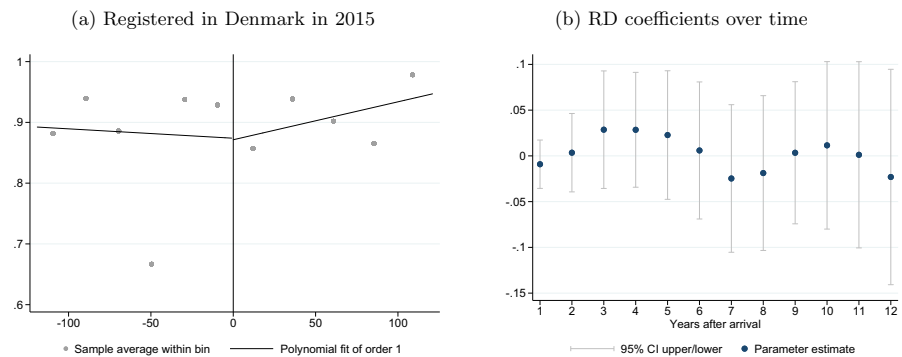 (a) Registered in Denmark in 2015
1
.9
.8
.7
.6
-100 -50 0 50 100
Sample average within bin Polynomial fit of order 1
(b) RD coefficients over time
.1
.05
0
-.05
-.1
-.15
1 2 3 4 5 6 7 8 9 10 11 12
Years after arrival
95% CI upper/lower Parameter estimate